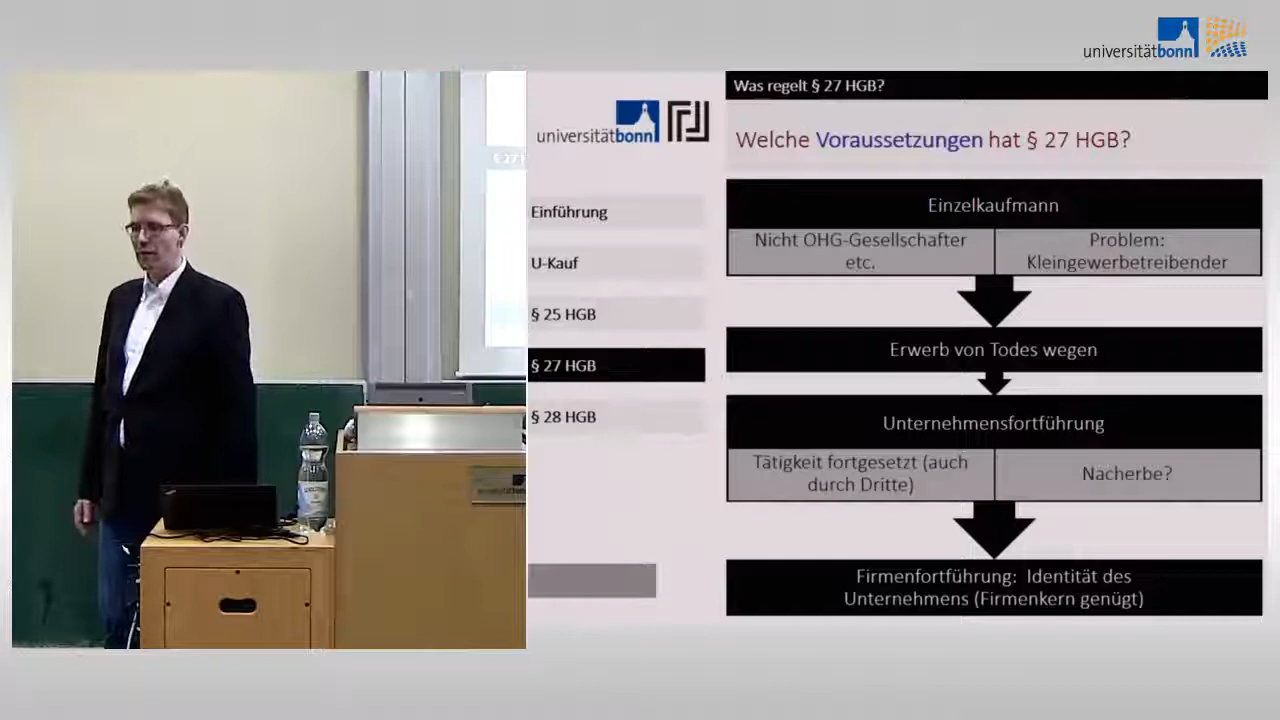 universitätbonn
Was regelt § 27 HGB?
universitätbonn
Welche Voraussetzungen hat § 27 HGB?
Einführung
U-Kauf
§ 25 HGB
§ 27 HGB
§ 28 HGB
Einzelkaufmann
Nicht OHG-Gesellschafter
etc.
Problem:
Kleingewerbetreibender
Erwerb von Todes wegen
Unternehmensfortführung
Tätigkeit fortgesetzt (auch
durch Dritte)
Nacherbe?
Firmenfortführung: Identität des
Unternehmens (Firmenkern genügt)